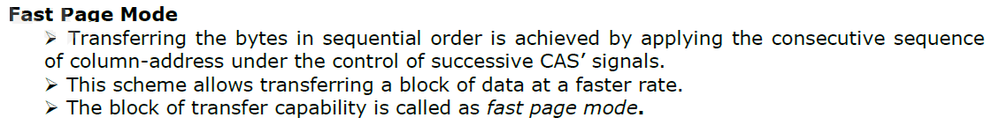 Fast Page Mode
➢ Transferring the bytes in sequential order is achieved by applying the consecutive sequence
of column-address under the control of successive CAS’ signals.
➢ This scheme allows transferring a block of data at a faster rate.
➢ The block of transfer capability is called as fast page mode.